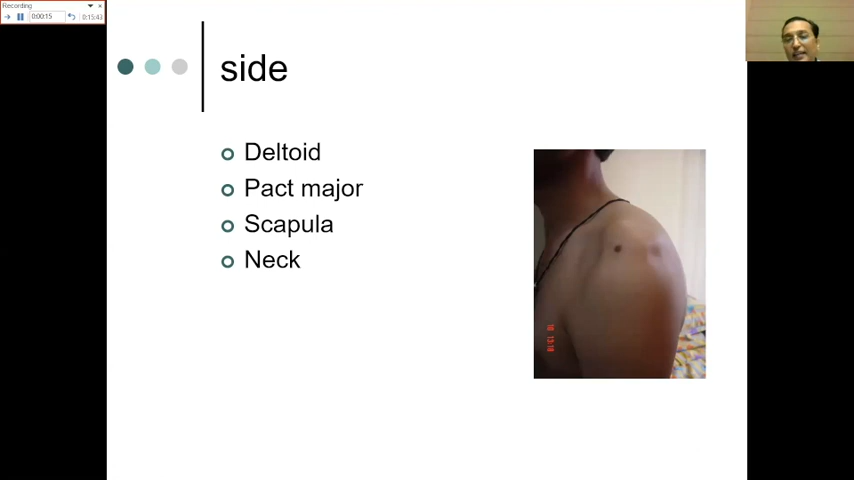 Recording
0:00:15
0:15:43
side
Deltoid
Pact major
Scapula
Neck